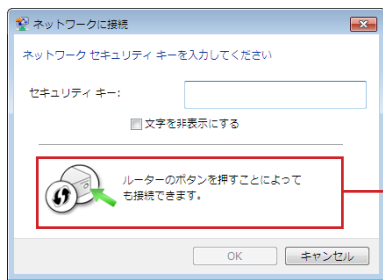 ネットワークに接続
ネットワーク セキュリティ キーを入力してください
セキュリティ キー:
文字を非表示にする
ルーターのボタンを押すことによって
も接続できます。
OK
キャンセル